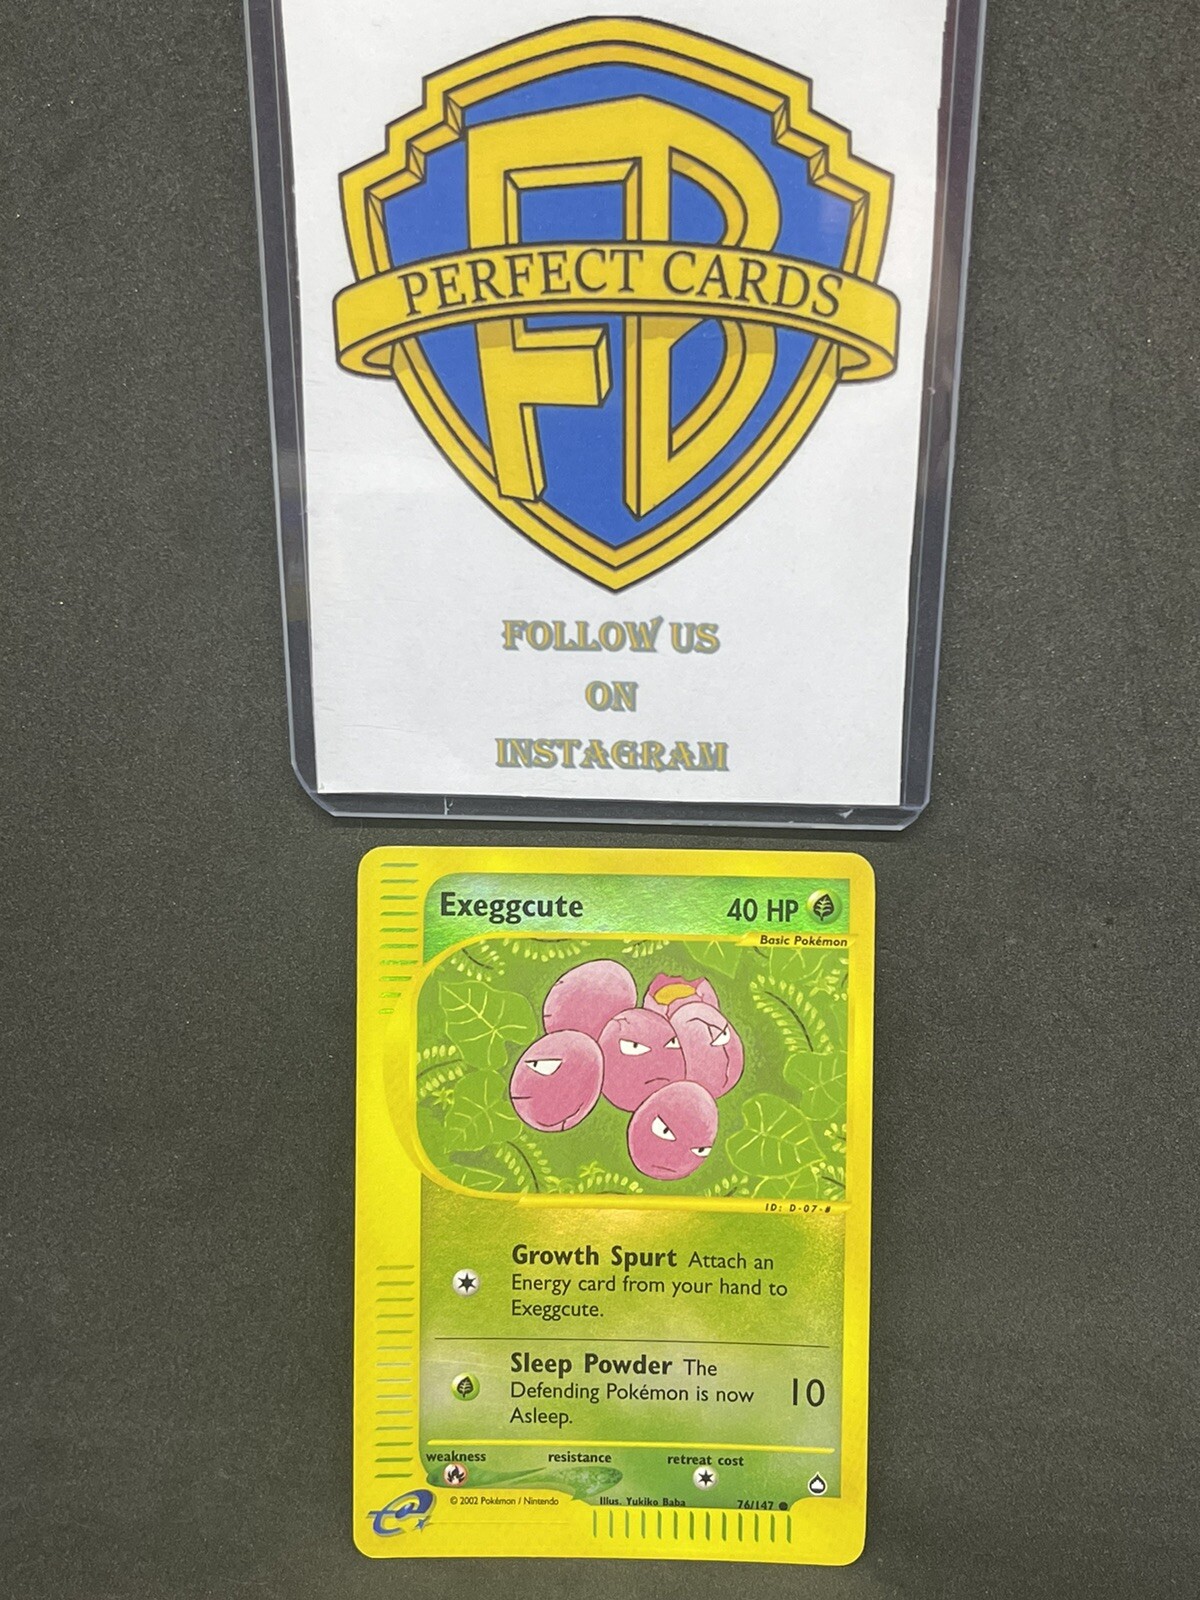 FB
PERFECT CARDS
FOLLOW US
ON
INSTAGRAM
Exeggcute 40 HP
Basic Pokémon
ID: D-07-#
Growth Spurt Attach an
Energy card from your hand to
Exeggcute.
Sleep Powder The
Defending Pokémon is now
Asleep.
10
weakness resistance retreat cost
© 2002 Pokémon / Nintendo Illus. Yukiko Baba 76/147
e